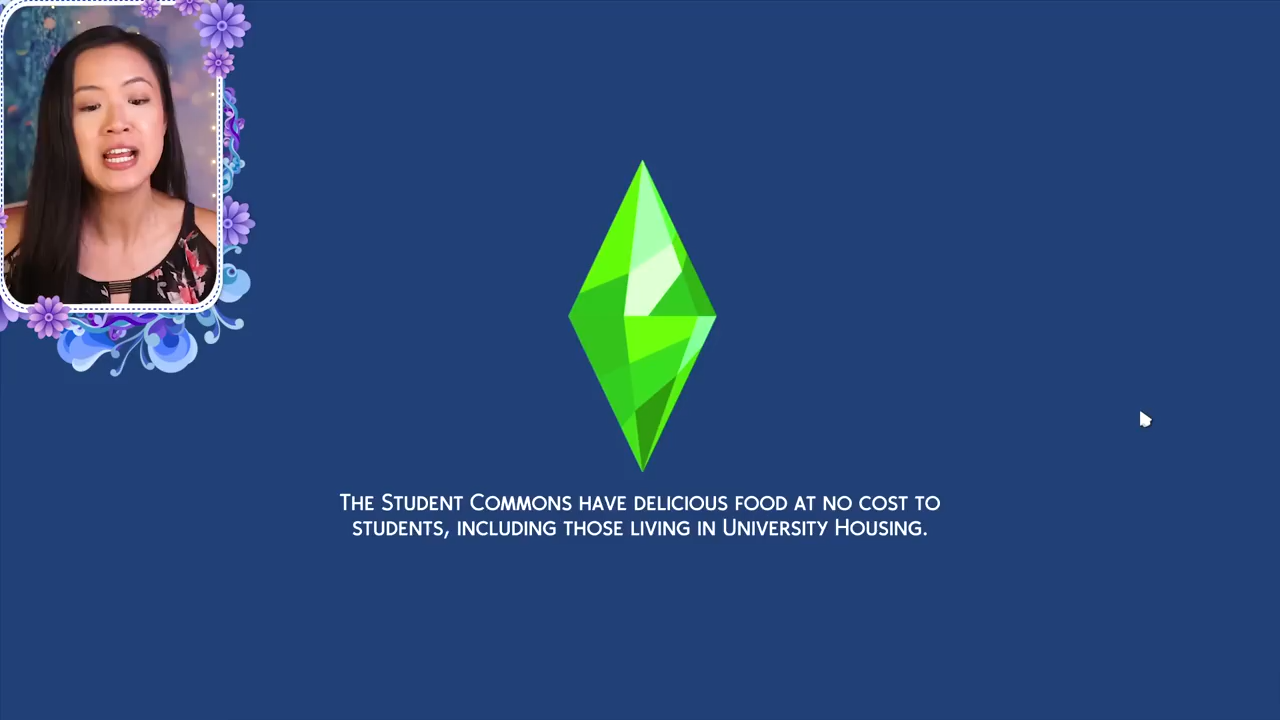 The Student Commons have delicious food at no cost to
students, including those living in University Housing.